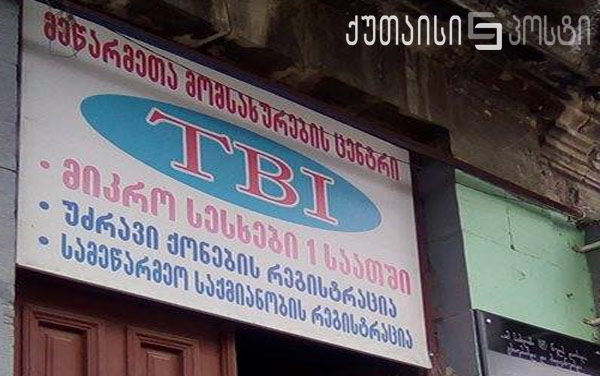 ქუთაისი პოსტი
მეწარმეთა მომსახურების ცენტრი
TBI
• მიკრო სესხები 1 საათში
• უძრავი ქონების რეგისტრაცია
• სამეწარმეო საქმიანობის რეგისტრაცია